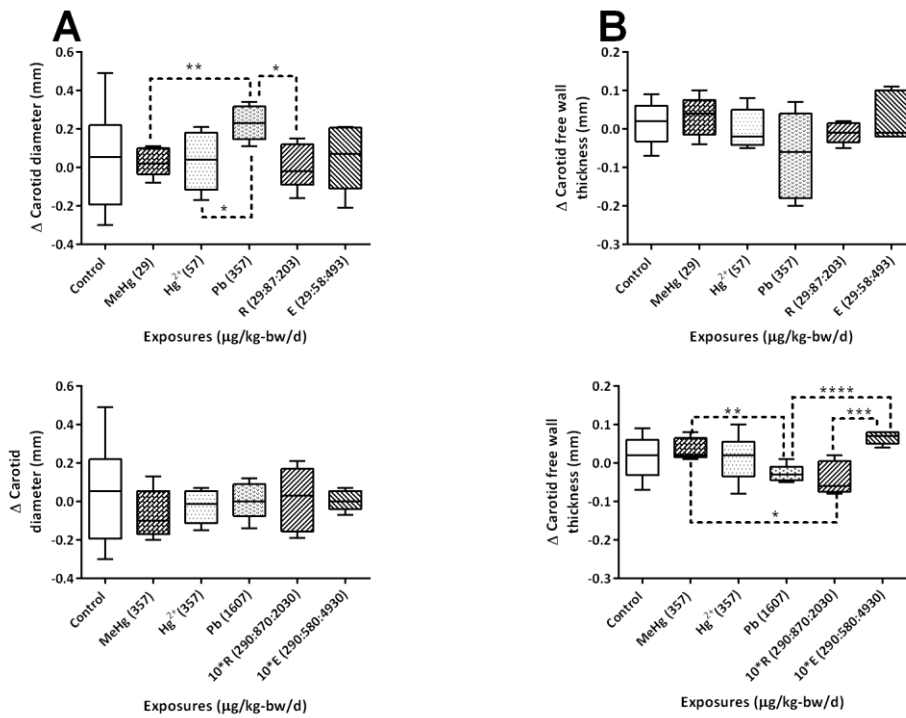 A
B
Δ Carotid diameter (mm)
0.6
0.4
0.2
0.0
-0.2
-0.4
** *
*
Control
MeHg (29)
Hg²⁺(57)
Pb (357)
R (29:87:203)
E (29:58:493)
Exposures (µg/kg-bw/d)
Δ Carotid free wall
thickness (mm)
0.2
0.1
0.0
-0.1
-0.2
-0.3
Control
MeHg (29)
Hg²⁺(57)
Pb (357)
R (29:87:203)
E (29:58:493)
Exposures (µg/kg-bw/d)
Δ Carotid
diameter (mm)
0.6
0.4
0.2
0.0
-0.2
-0.4
Control
MeHg (357)
Hg²⁺(357)
Pb (1607)
10*R (290:870:2030)
10*E (290:580:4930)
Exposures (µg/kg-bw/d)
Δ Carotid free wall
thickness (mm)
0.2
0.1
0.0
-0.1
-0.2
-0.3
****
** ***
*
Control
MeHg (357)
Hg²⁺(357)
Pb (1607)
10*R (290:870:2030)
10*E (290:580:4930)
Exposures (µg/kg-bw/d)